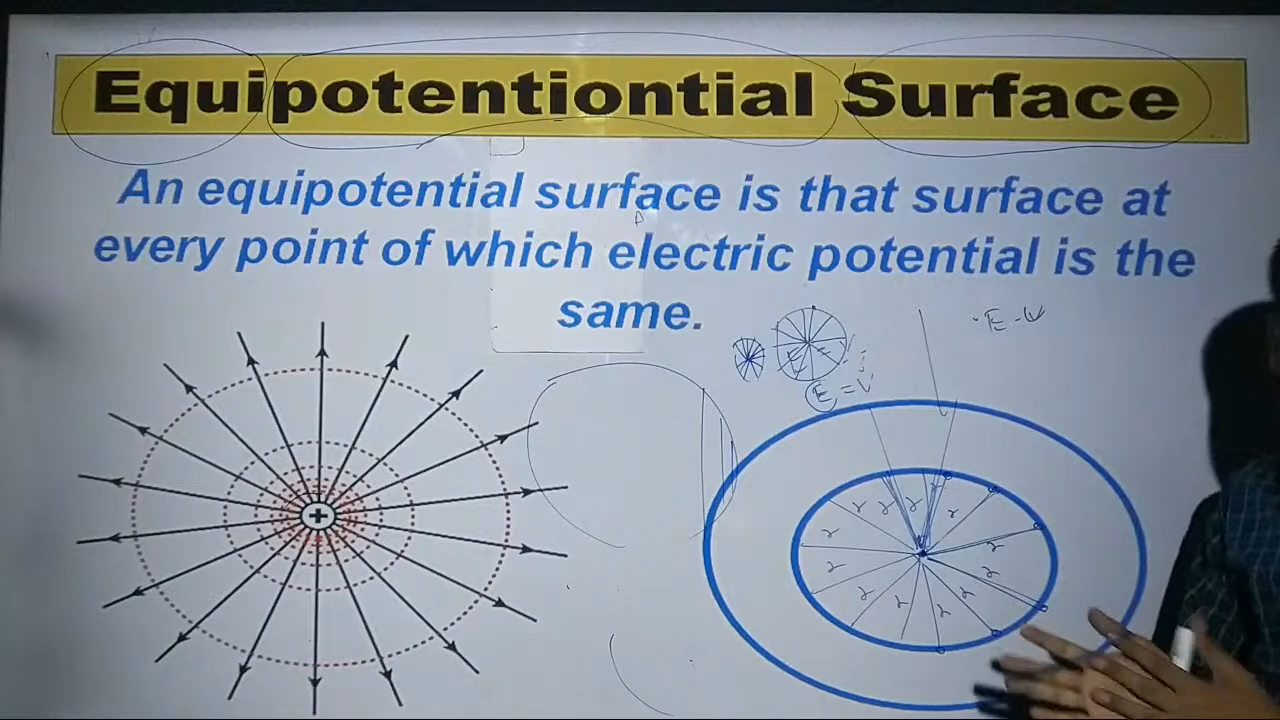 Equipotentiontial Surface
An equipotential surface is that surface at
every point of which electric potential is the
same.
E - V
E = V
+
r r r r r r r r r r r r